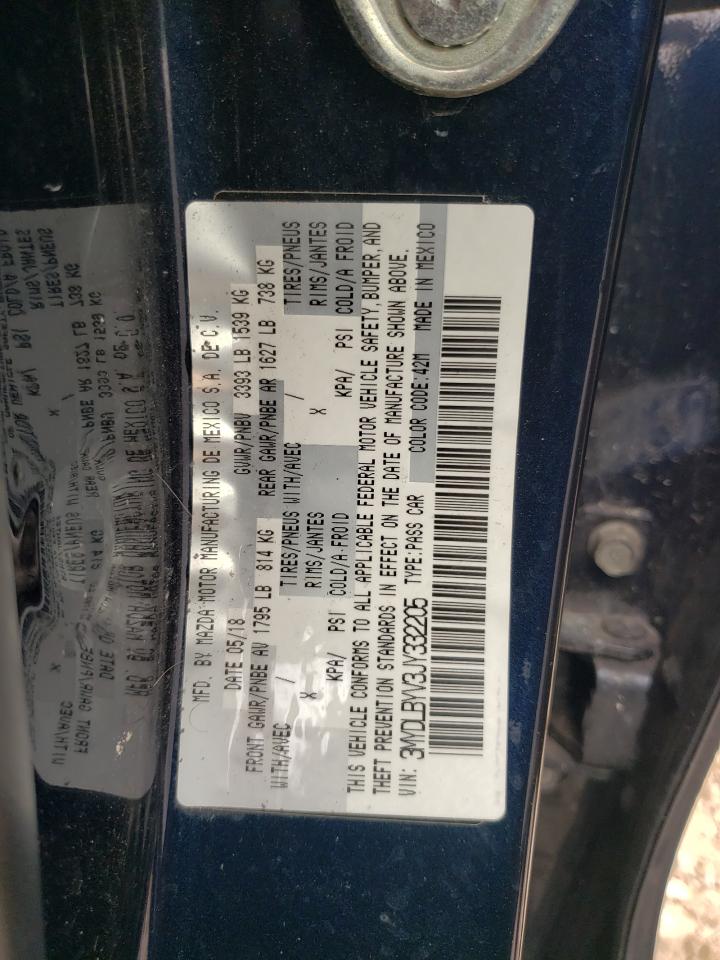 MFD. BY MAZDA MOTOR MANUFACTURING DE MEXICO S.A. DE C.V.
DATE 05/18 GVWR/PNBV 3393 LB 1539 KG
FRONT GAWR/PNBE AV 1795 LB 814 KG REAR GAWR/PNBE AR 1627 LB 738 KG
WITH/AVEC / TIRES/PNEUS WITH/AVEC / TIRES/PNEUS
X RIMS/JANTES X RIMS/JANTES
KPA/ PSI COLD/A FROID KPA/ PSI COLD/A FROID
THIS VEHICLE CONFORMS TO ALL APPLICABLE FEDERAL MOTOR VEHICLE SAFETY, BUMPER, AND
THEFT PREVENTION STANDARDS IN EFFECT ON THE DATE OF MANUFACTURE SHOWN ABOVE.
VIN: 3MYDLBYV3JY332205 TYPE:PASS CAR COLOR CODE:42M MADE IN MEXICO